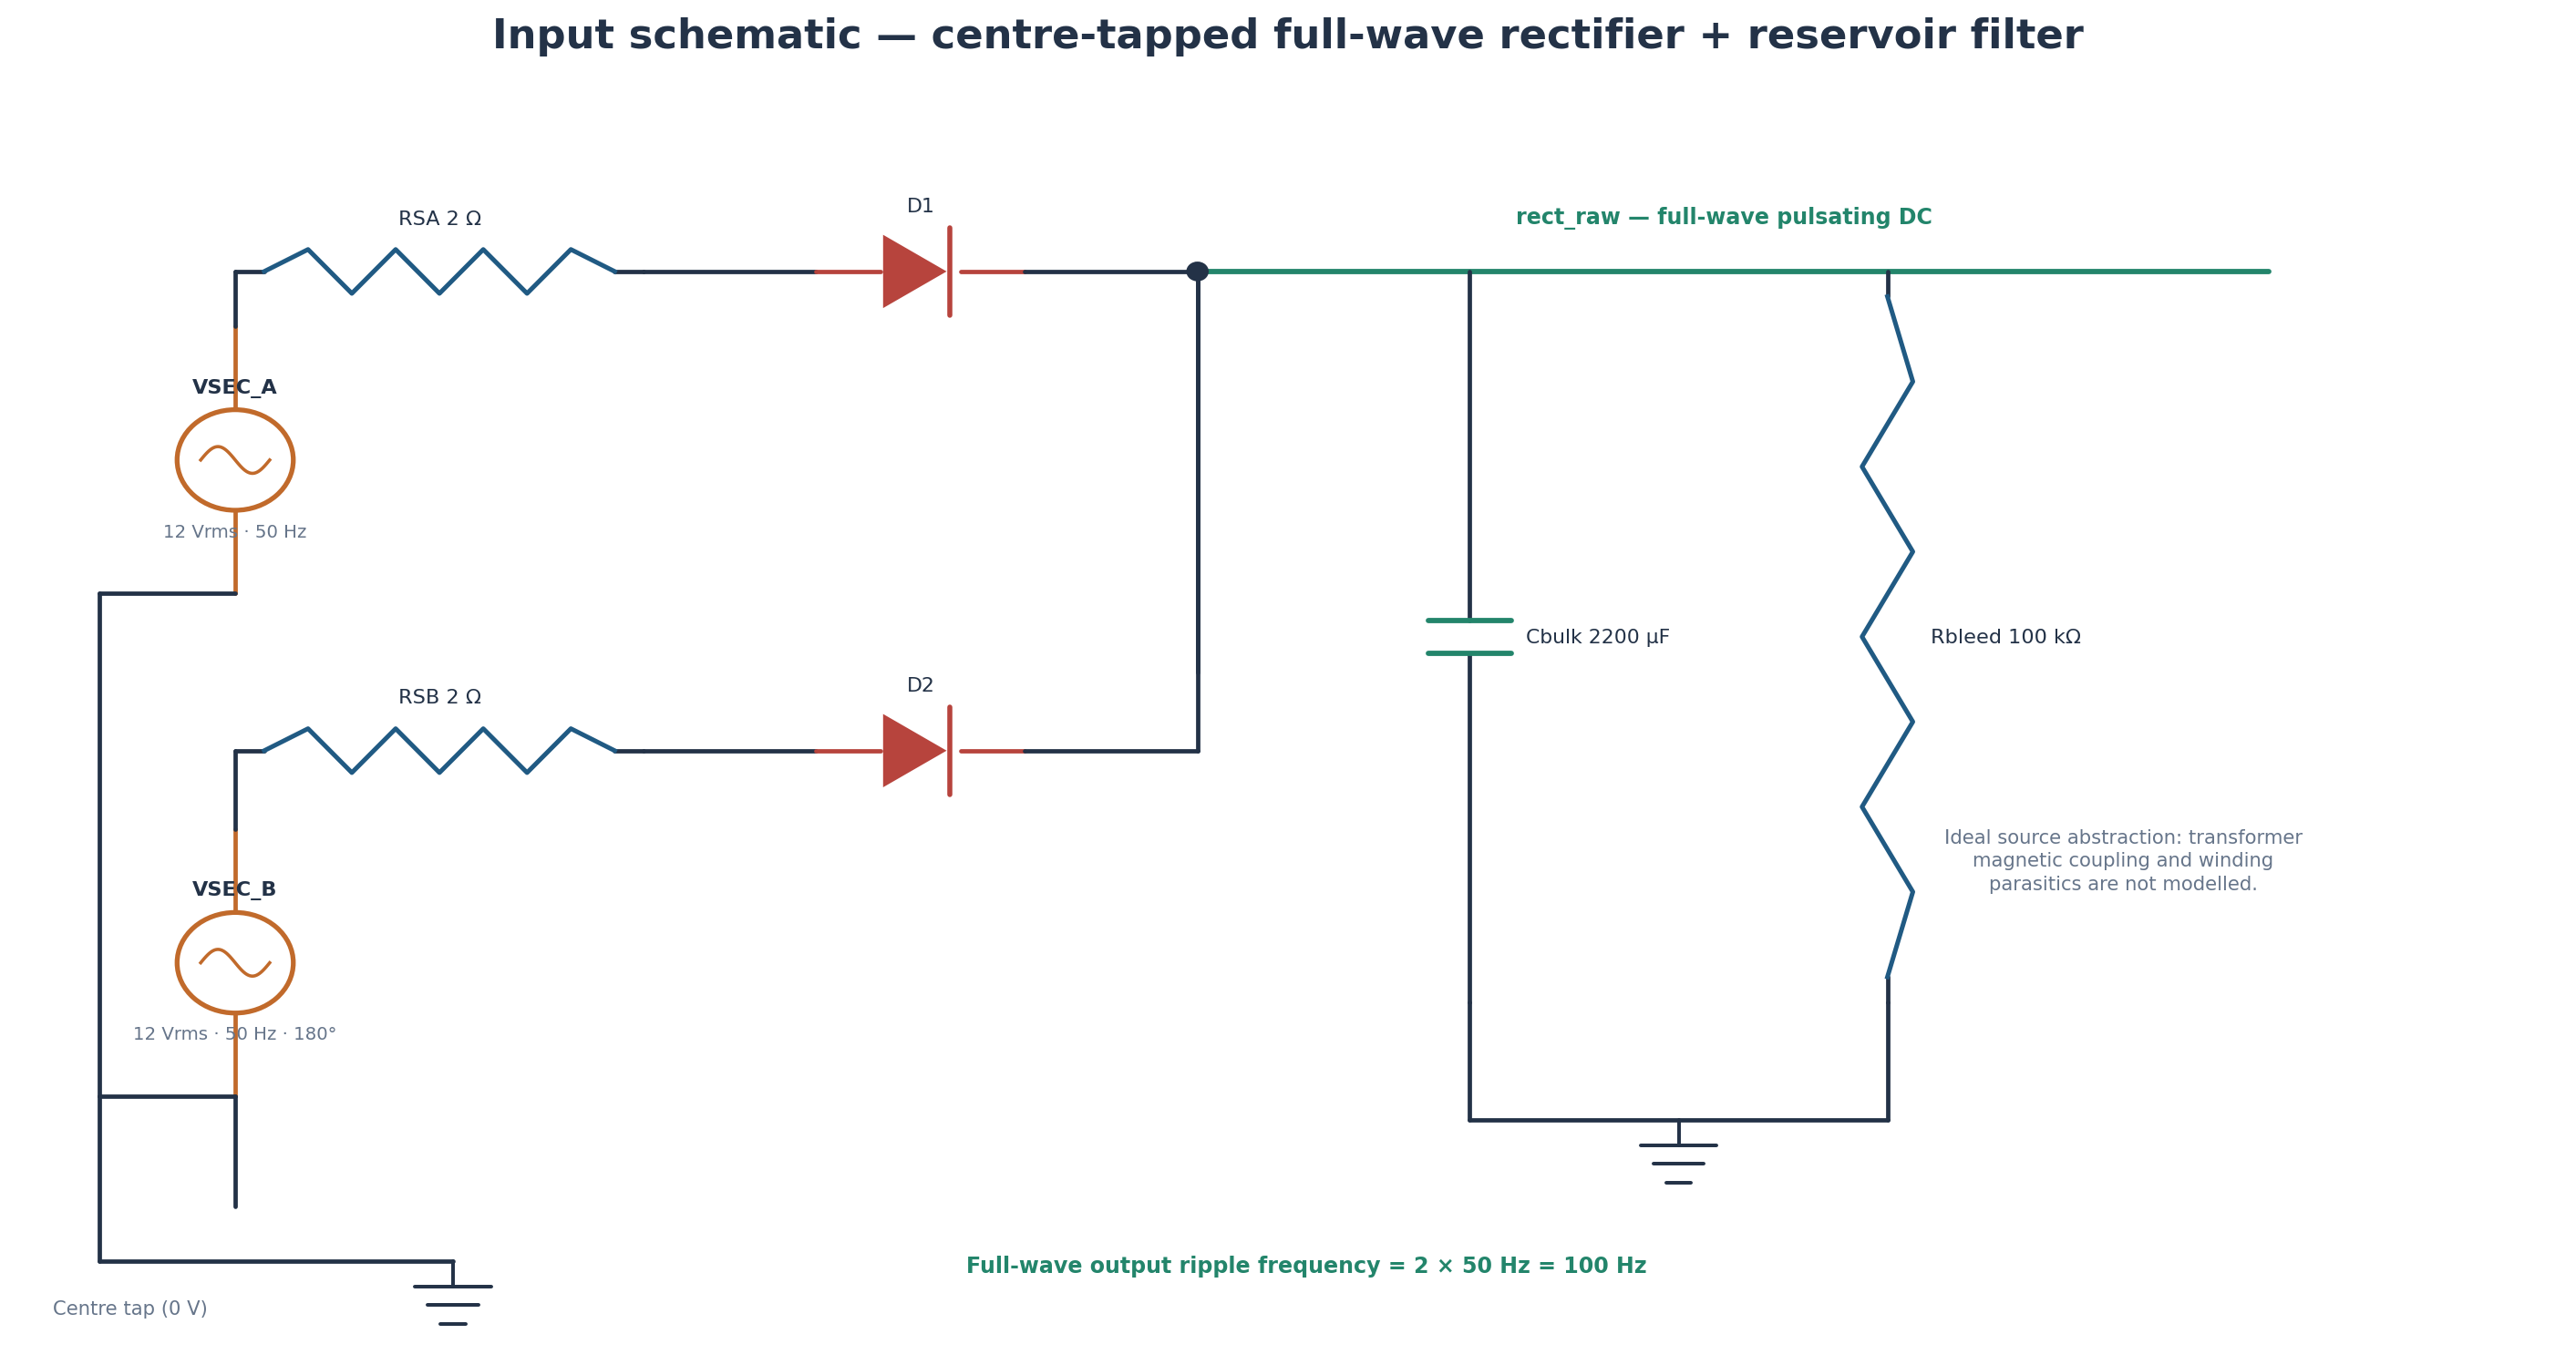 Input schematic — centre-tapped full-wave rectifier + reservoir filter
RSA 2 Ω
D1
rect_raw — full-wave pulsating DC
VSEC_A
12 Vrms · 50 Hz
Cbulk 2200 µF
Rbleed 100 kΩ
RSB 2 Ω
D2
Ideal source abstraction: transformer
magnetic coupling and winding
parasitics are not modelled.
VSEC_B
12 Vrms · 50 Hz · 180°
Full-wave output ripple frequency = 2 × 50 Hz = 100 Hz
Centre tap (0 V)